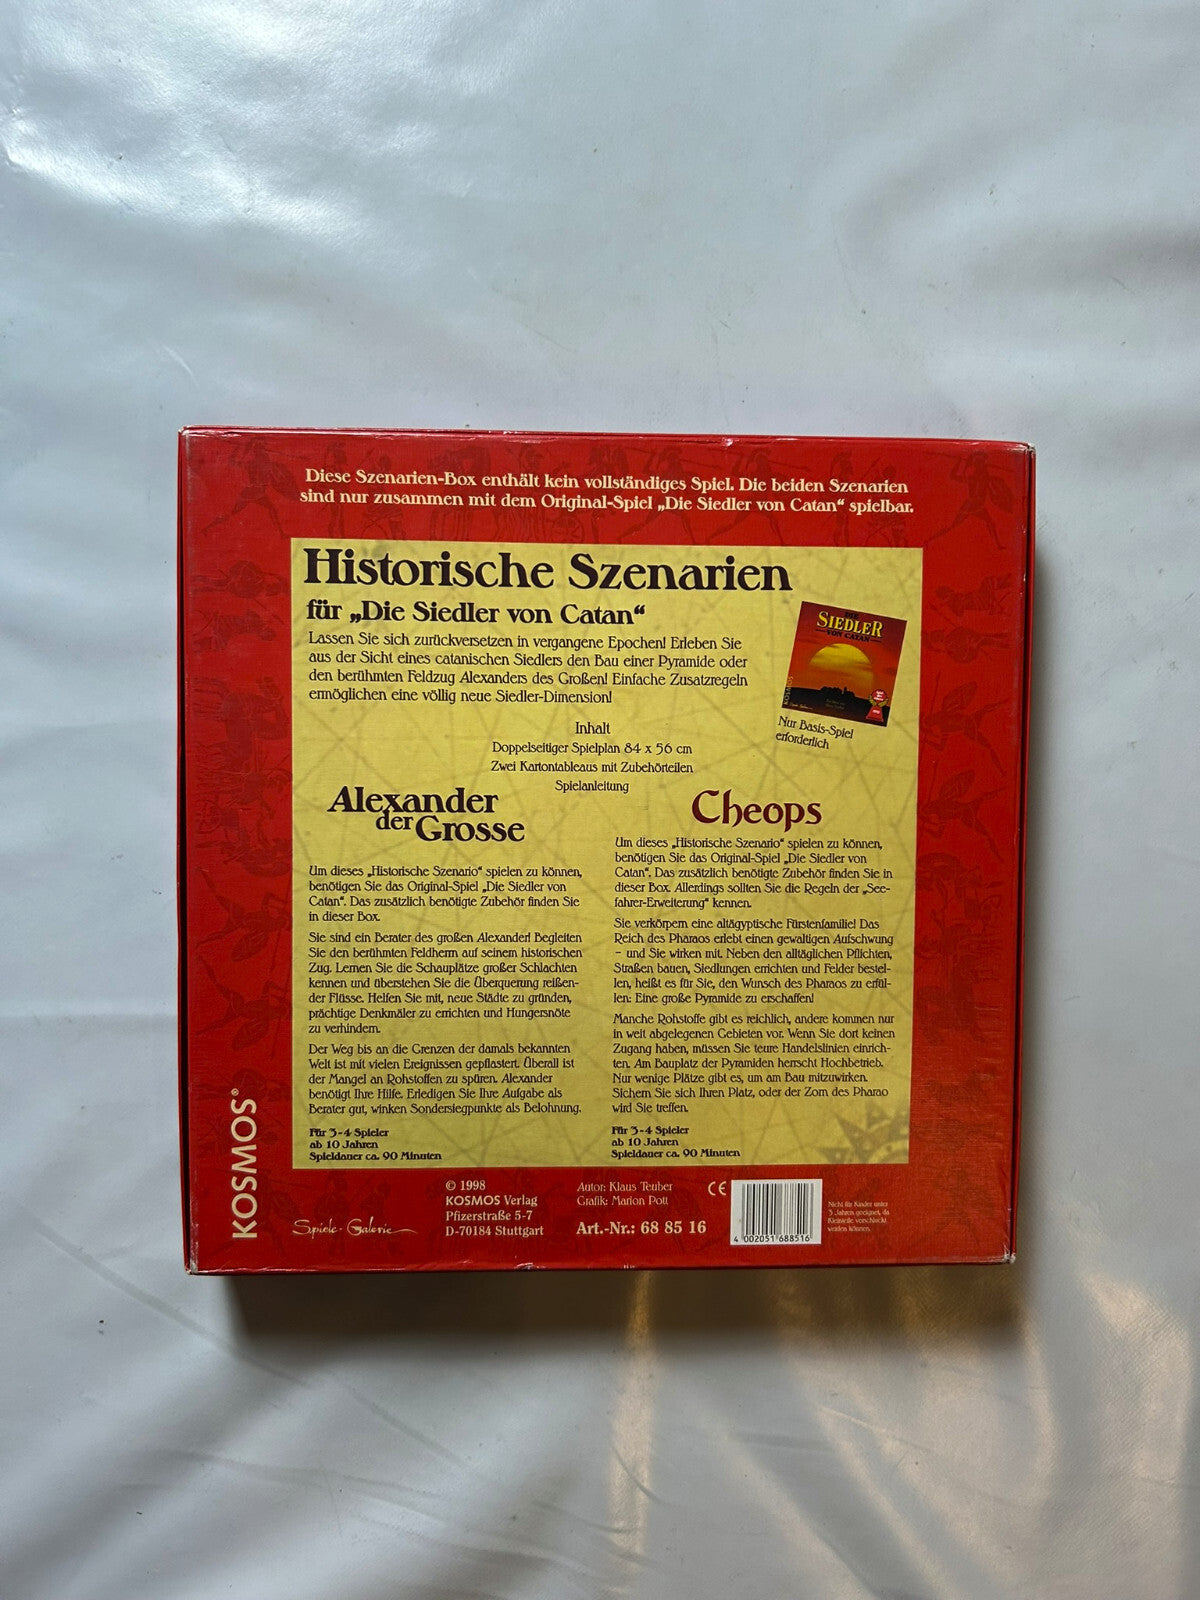 Diese Szenarien-Box enthält kein vollständiges Spiel. Die beiden Szenarien
sind nur zusammen mit dem Original-Spiel „Die Siedler von Catan“ spielbar.
Historische Szenarien
für „Die Siedler von Catan“
Lassen Sie sich zurückversetzen in vergangene Epochen! Erleben Sie
aus der Sicht eines catanischen Siedlers den Bau einer Pyramide oder
den berühmten Feldzug Alexanders des Großen! Einfache Zusatzregeln
ermöglichen eine völlig neue Siedler-Dimension!
DIE
SIEDLER
VON CATAN
KOSMOS
Nur Basis-Spiel
erforderlich
Inhalt
Doppelseitiger Spielplan 84 x 56 cm
Zwei Kartontableaus mit Zubehörteilen
Spielanleitung
Alexander
der Grosse
Um dieses „Historische Szenario“ spielen zu können,
benötigen Sie das Original-Spiel „Die Siedler von
Catan“. Das zusätzlich benötigte Zubehör finden Sie
in dieser Box.
Sie sind ein Berater des großen Alexander! Begleiten
Sie den berühmten Feldherrn auf seinem historischen
Zug. Lernen Sie die Schauplätze großer Schlachten
kennen und überstehen Sie die Überquerung reißen-
der Flüsse. Helfen Sie mit, neue Städte zu gründen,
prächtige Denkmäler zu errichten und Hungersnöte
zu verhindern.
Der Weg bis an die Grenzen der damals bekannten
Welt ist mit vielen Ereignissen gepflastert. Überall ist
der Mangel an Rohstoffen zu spüren. Alexander
benötigt Ihre Hilfe. Erledigen Sie Ihre Aufgabe als
Berater gut, winken Sondersiegpunkte als Belohnung.
Für 3-4 Spieler
ab 10 Jahren
Spieldauer ca. 90 Minuten
Cheops
Um dieses „Historische Szenario“ spielen zu können,
benötigen Sie das Original-Spiel „Die Siedler von
Catan“. Das zusätzlich benötigte Zubehör finden Sie in
dieser Box. Allerdings sollten Sie die Regeln der „See-
fahrer-Erweiterung“ kennen.
Sie verkörpern eine altägyptische Fürstenfamilie! Das
Reich des Pharaos erlebt einen gewaltigen Aufschwung
– und Sie wirken mit. Neben den alltäglichen Pflichten,
Straßen bauen, Siedlungen errichten und Felder bestel-
len, heißt es für Sie, den Wunsch des Pharaos zu erfül-
len: Eine große Pyramide zu erschaffen!
Manche Rohstoffe gibt es reichlich, andere kommen nur
in weit abgelegenen Gebieten vor. Wenn Sie dort keinen
Zugang haben, müssen Sie teure Handelslinien einrich-
ten. Am Bauplatz der Pyramiden herrscht Hochbetrieb.
Nur wenige Plätze gibt es, um am Bau mitzuwirken.
Sichern Sie sich Ihren Platz, oder der Zorn des Pharao
wird Sie treffen.
Für 3-4 Spieler
ab 10 Jahren
Spieldauer ca. 90 Minuten
KOSMOS®
Spiele-Galerie
© 1998
KOSMOS Verlag
Pfizerstraße 5-7
D-70184 Stuttgart
Autor: Klaus Teuber
Grafik: Marion Pott
Art.-Nr.: 68 85 16
CE
4 002051 688516
Nicht für Kinder unter
3 Jahren geeignet, da
Kleinteile verschluckt
werden können.